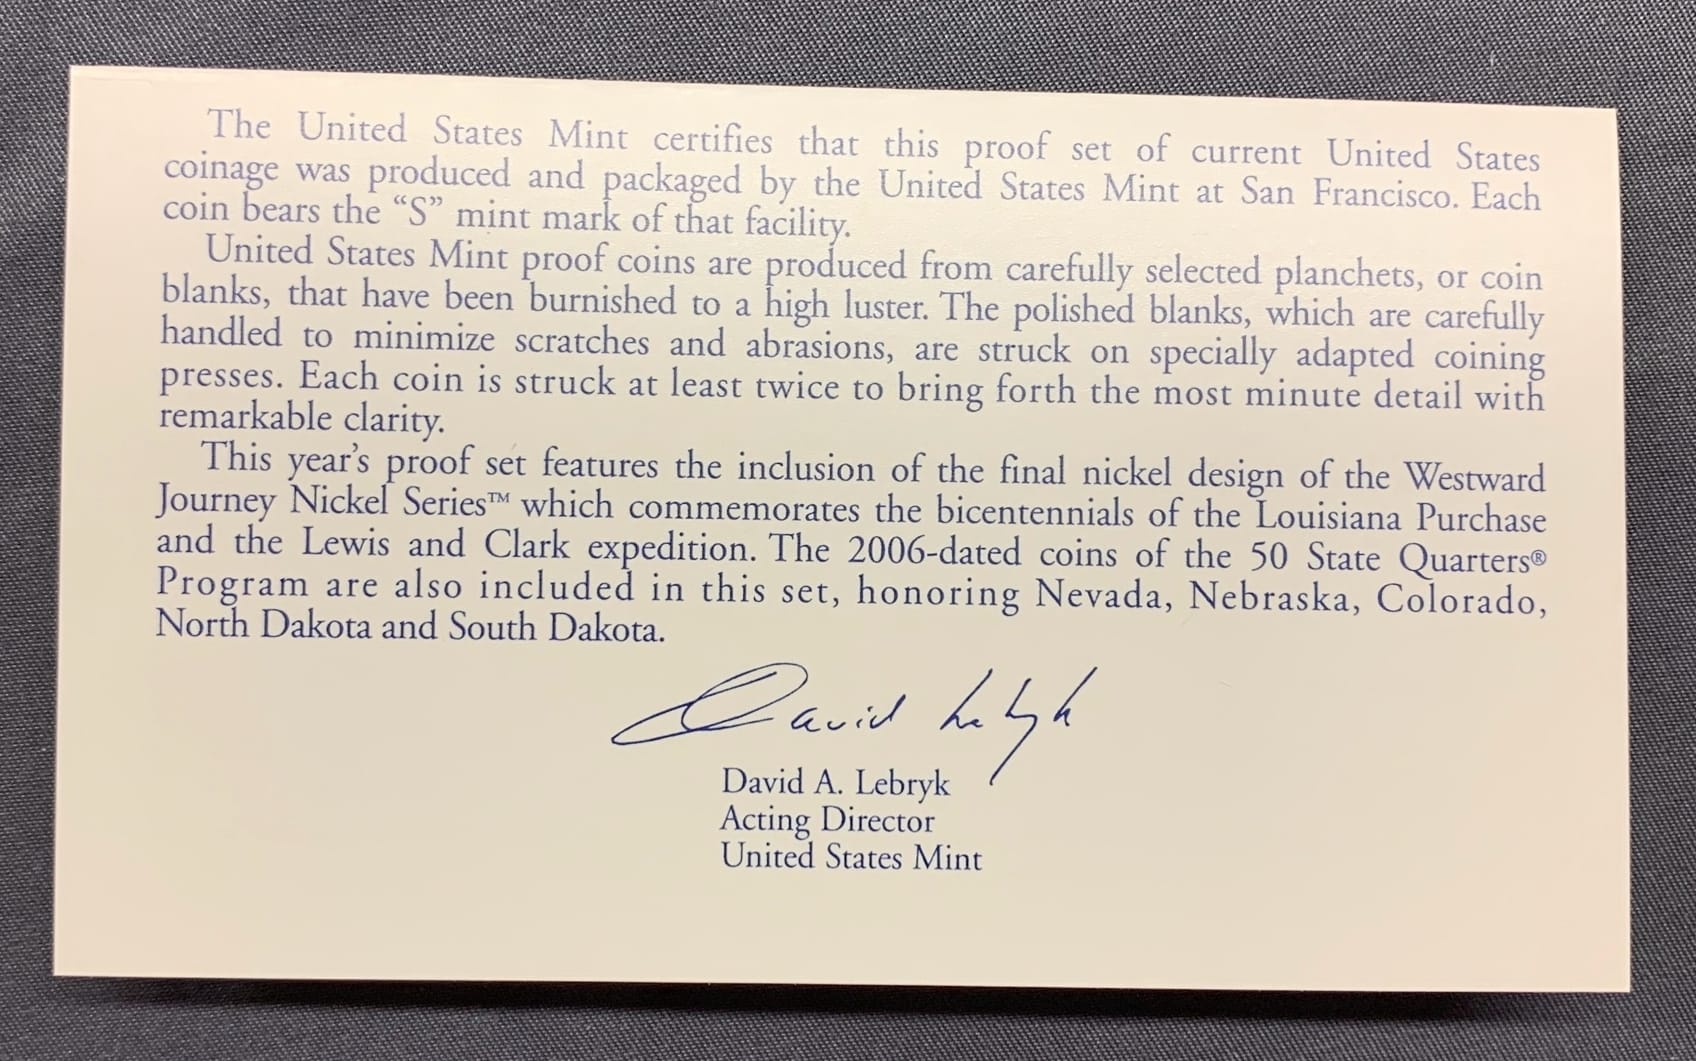 The United States Mint certifies that this proof set of current United States
coinage was produced and packaged by the United States Mint at San Francisco. Each
coin bears the “S” mint mark of that facility.
United States Mint proof coins are produced from carefully selected planchets, or coin
blanks, that have been burnished to a high luster. The polished blanks, which are carefully
handled to minimize scratches and abrasions, are struck on specially adapted coining
presses. Each coin is struck at least twice to bring forth the most minute detail with
remarkable clarity.
This year’s proof set features the inclusion of the final nickel design of the Westward
Journey Nickel Series™ which commemorates the bicentennials of the Louisiana Purchase
and the Lewis and Clark expedition. The 2006-dated coins of the 50 State Quarters®
Program are also included in this set, honoring Nevada, Nebraska, Colorado,
North Dakota and South Dakota.
David Lebryk
David A. Lebryk
Acting Director
United States Mint